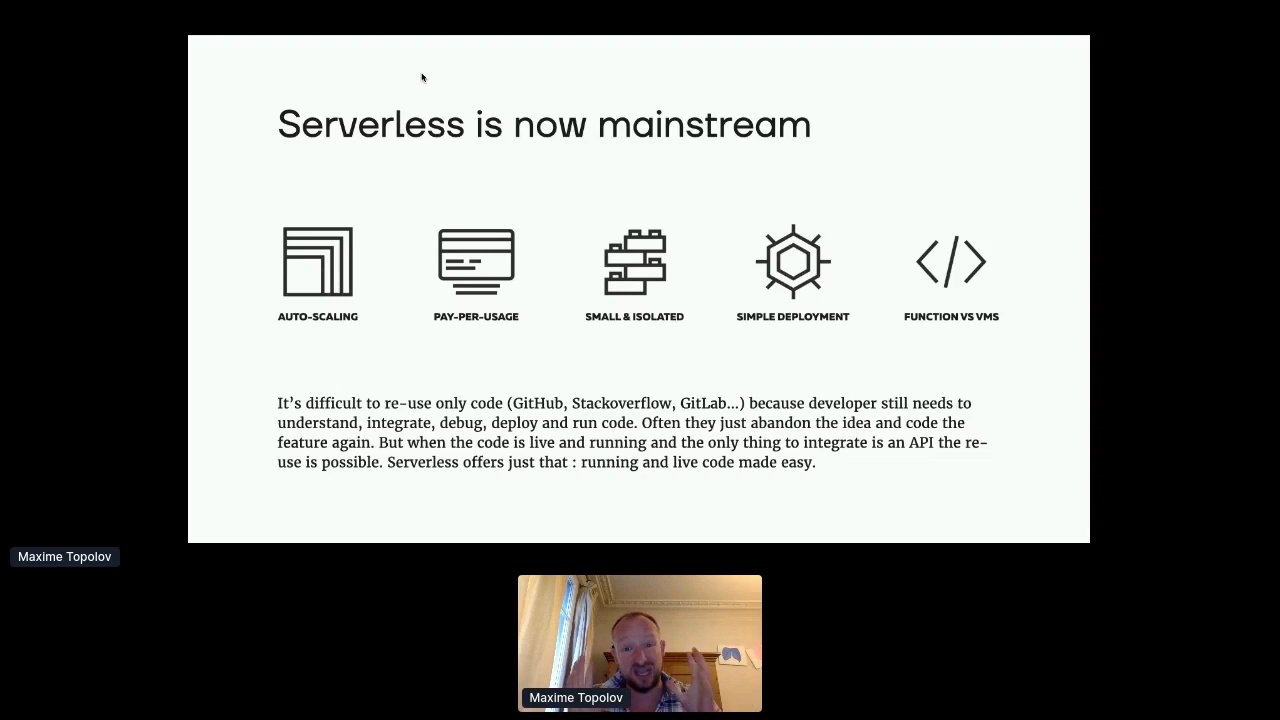 Serverless is now mainstream
AUTO-SCALING
PAY-PER-USAGE
SMALL & ISOLATED
SIMPLE DEPLOYMENT
FUNCTION VS VMS
It's difficult to re-use only code (GitHub, Stackoverflow, GitLab...) because developer still needs to
understand, integrate, debug, deploy and run code. Often they just abandon the idea and code the
feature again. But when the code is live and running and the only thing to integrate is an API the re-
use is possible. Serverless offers just that : running and live code made easy.
Maxime Topolov
Maxime Topolov